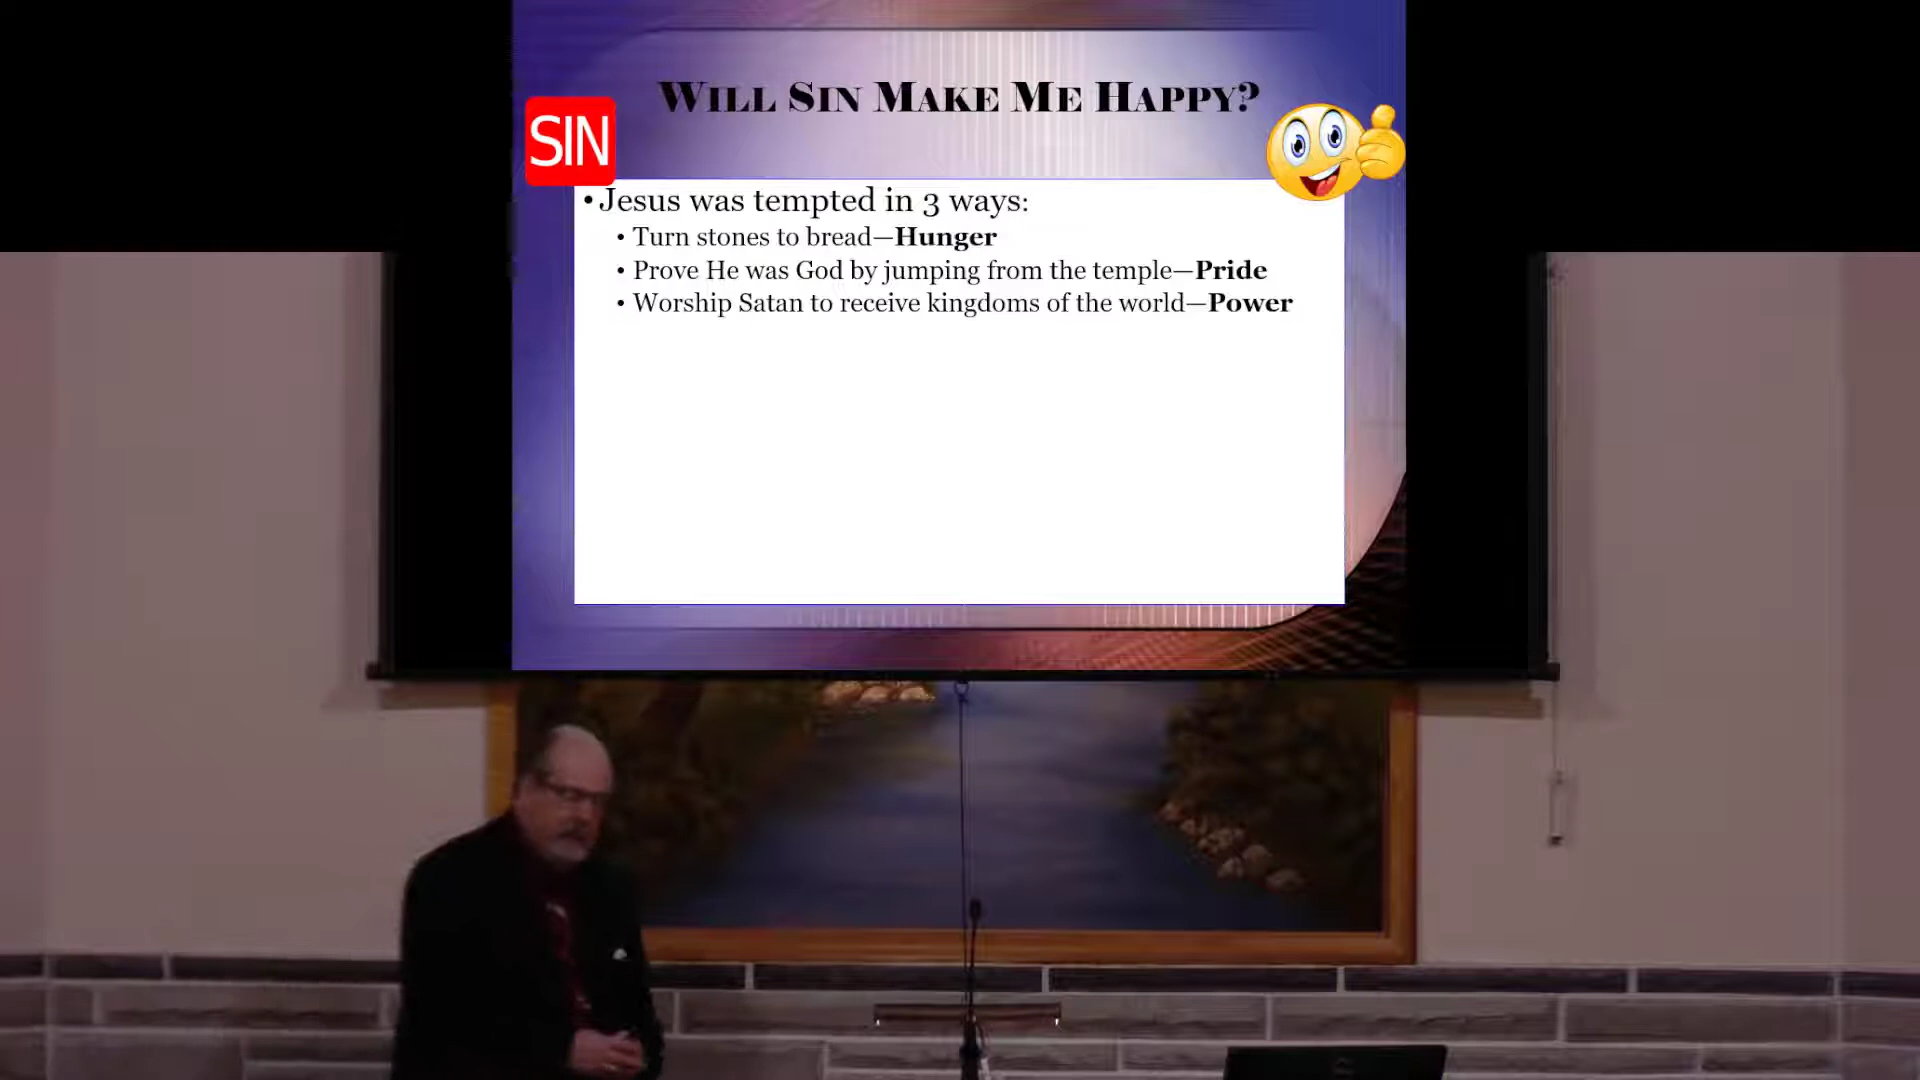 WILL SIN MAKE ME HAPPY?
SIN
• Jesus was tempted in 3 ways:
• Turn stones to bread—Hunger
• Prove He was God by jumping from the temple—Pride
• Worship Satan to receive kingdoms of the world—Power